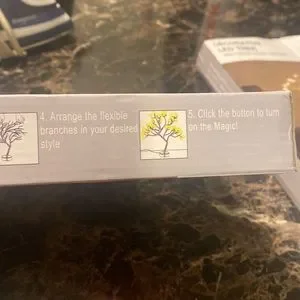 4. Arrange the flexible
branches in your desired
style
5. Click the button to turn
on the Magic!